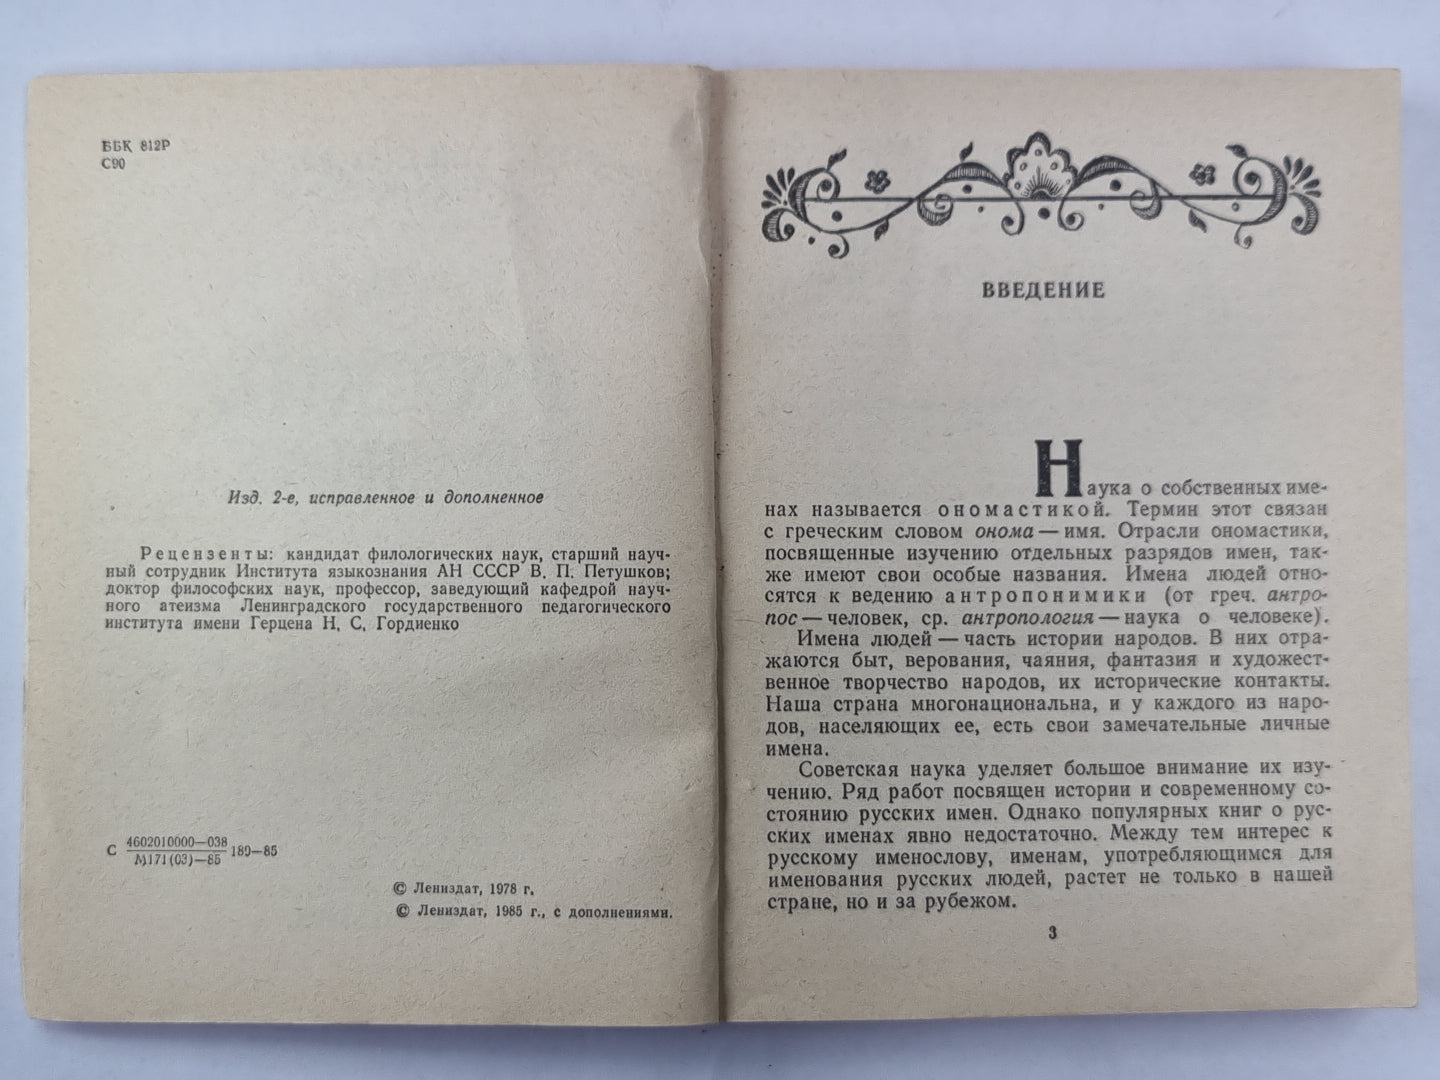 ББК 812Р
С90
Изд. 2-е, исправленное и дополненное
Рецензенты: кандидат филологических наук, старший науч-
ный сотрудник Института языкознания АН СССР В. П. Петушков;
доктор философских наук, профессор, заведующий кафедрой науч-
ного атеизма Ленинградского государственного педагогического
института имени Герцена Н. С. Гордиенко
С 4602010000—038 189—85
М171(03)—85
© Лениздат, 1978 г.
© Лениздат, 1985 г., с дополнениями.
ВВЕДЕНИЕ
Наука о собственных име-
нах называется ономастикой. Термин этот связан
с греческим словом онома — имя. Отрасли ономастики,
посвященные изучению отдельных разрядов имен, так-
же имеют свои особые названия. Имена людей отно-
сятся к ведению антропонимики (от греч. антро-
пос — человек, ср. антропология — наука о человеке).
Имена людей — часть истории народов. В них отра-
жаются быт, верования, чаяния, фантазия и художест-
венное творчество народов, их исторические контакты.
Наша страна многонациональна, и у каждого из наро-
дов, населяющих ее, есть свои замечательные личные
имена.
Советская наука уделяет большое внимание их изу-
чению. Ряд работ посвящен истории и современному со-
стоянию русских имен. Однако популярных книг о рус-
ских именах явно недостаточно. Между тем интерес к
русскому именослову, именам, употребляющимся для
именования русских людей, растет не только в нашей
стране, но и за рубежом.
3